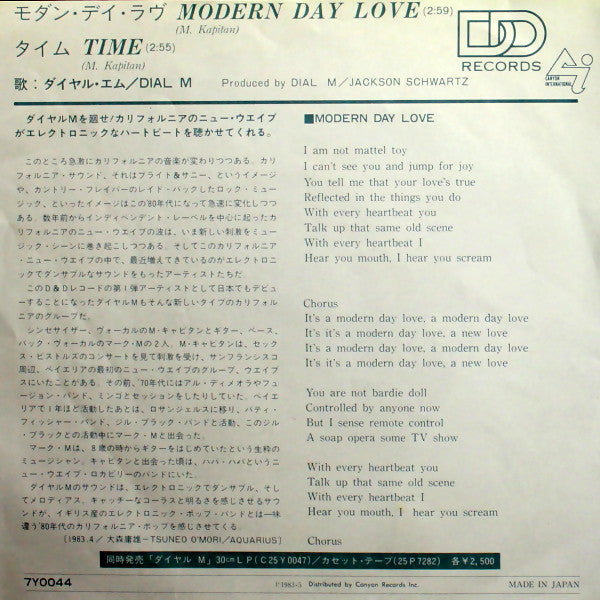 モダン・デイ・ラヴ MODERN DAY LOVE (2:59)
(M. Kapitan)
タイム TIME (2:55)
(M. Kapitan)
歌：ダイヤル・エム／DIAL M Produced by DIAL M／JACKSON SCHWARTZ
DD
RECORDS
CANYON
INTERNATIONAL
ダイヤルMを廻せ！カリフォルニアのニュー・ウエイブ
がエレクトロニックなハートビートを聴かせてくれる。
このところ急激にカリフォルニアの音楽が変わりつつある。カリ
フォルニア・サウンド、それはブライト&サニー、というイメージ
や、カントリー・フレイバーのレイド・バックしたロック・ミュー
ジック、といったイメージはこの'80年代になって急速に変化しつつ
ある。数年前からインディペンデント・レーベルを中心に起ったカ
リフォルニアのニュー・ウエイブの波は、いま新しい刺激をミュー
ジック・シーンに巻き起こしつつある。そしてこのカリフォルニア
・ニュー・ウエイブの中で、最近増えてきているのがエレクトロニ
ックでダンサブルなサウンドをもったアーティストたちだ。
このD&Dレコードの第1弾アーティストとして日本でもデビュ
ーすることになったダイヤルMもそんな新しいタイプのカリフォル
ニアのグループだ。
シンセサイザー、ヴォーカルのM・キャピタンとギター、ベース、
バック・ヴォーカルのマーク・Mの2人。M・キャピタンは、セック
ス・ピストルズのコンサートを見て刺激を受け、サンフランシスコ
周辺、ベイエリアの最初のニュー・ウエイブのグループ、ウエイブ
スにいたことがある。その前、'70年代にはアル・ディメオラやフュ
ージョン・バンド、ミンゴとセッションをしたりしていた。ベイエ
リアで1年ほど活動したあとは、ロサンジェルスに移り、パティ・
フィッシャー・バンド、ジル・ブラック・バンドと活動、このジル
・ブラックとの活動中にマーク・Mと出会った。
マーク・Mは、8歳の時からギターをはじめていたという生粋の
ミュージシャン。キャピタンと出会った頃は、ハバ・ハバというニ
ュー・ウエイブ・ロカビリーのバンドにいた。
ダイヤルMのサウンドは、エレクトロニックでダンサブル、そし
てメロディアス。キャッチーなコーラスと明るさを感じさせるサウン
ドが、イギリス産のエレクトロニック・ポップ・バンドとは一味
違う'80年代のカリフォルニア・ポップを感じさせてくる。
〔1983.4／大森庸雄－TSUNEO O'MORI／AQUARIUS〕
■MODERN DAY LOVE
I am not mattel toy
I can't see you and jump for joy
You tell me that your love's true
Reflected in the things you do
With every heartbeat you
Talk up that same old scene
With every heartbeat I
Hear you mouth, I hear you scream
Chorus
It's a modern day love, a modern day love
It's it's a modern day love, a new love
It's a modern day love, a modern day love
It's it's a modern day love, a new love
You are not bardie doll
Controlled by anyone now
But I sense remote control
A soap opera some TV show
With every heartbeat you
Talk up that same old scene
With every heartbeat I
Hear you mouth, I hear you scream
Chorus
同時発売「ダイヤル M」30cmLP(C25Y0047)／カセット・テープ(25P7282) 各￥2,500
7Y0044
Ⓟ1983-5 Distributed by Canyon Records Inc.
MADE IN JAPAN